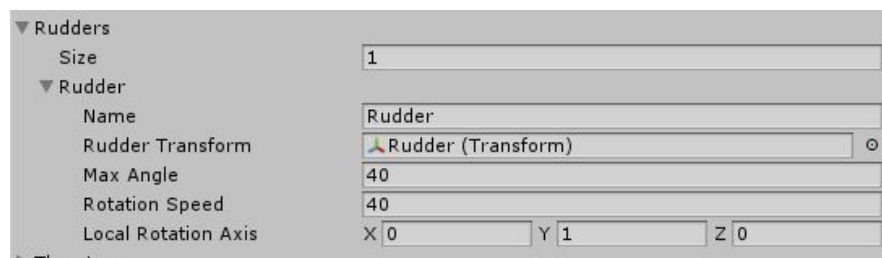 Rudders
Size 1
Rudder
Name Rudder
Rudder Transform Rudder (Transform)
Max Angle 40
Rotation Speed 40
Local Rotation Axis X 0 Y 1 Z 0